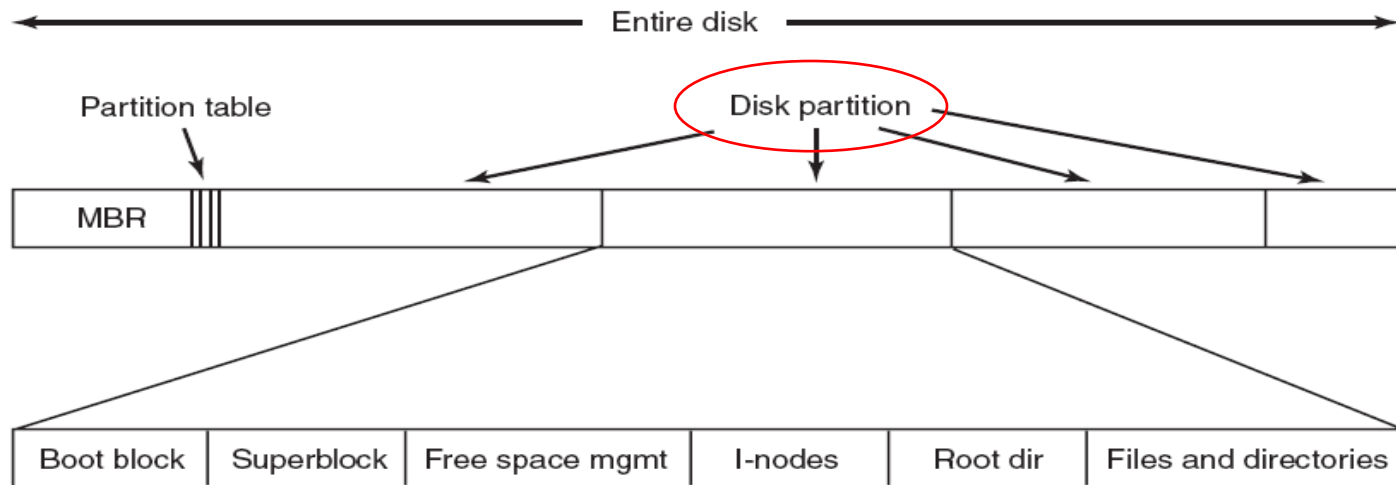 Entire disk
Partition table
Disk partition
MBR
Boot block
Superblock
Free space mgmt
I-nodes
Root dir
Files and directories